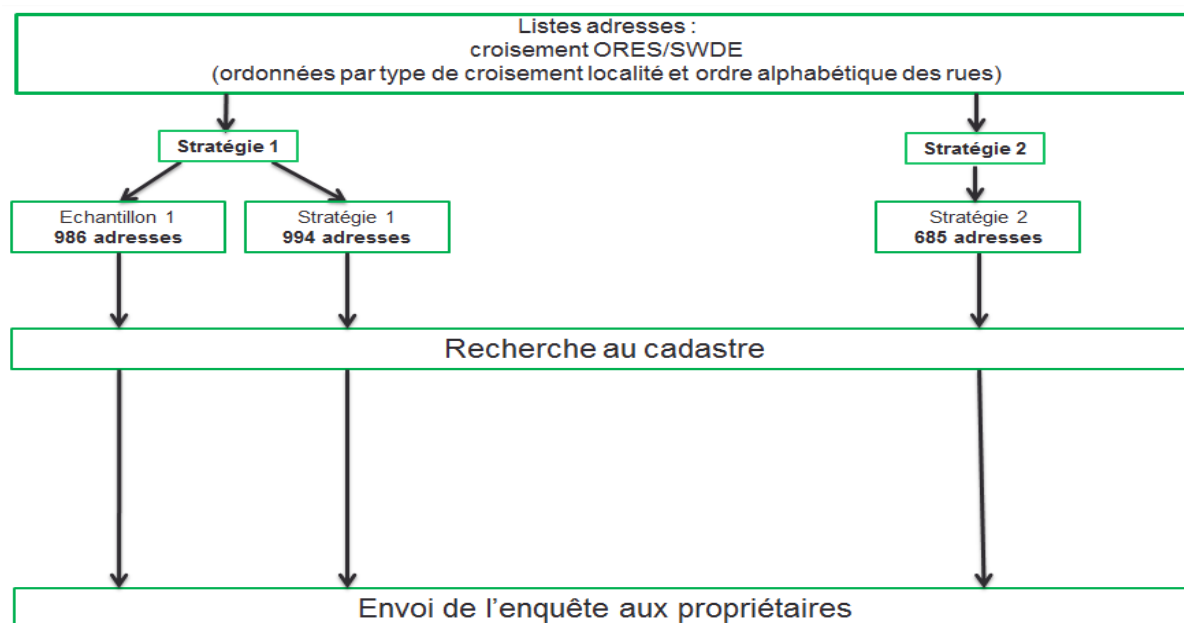 Listes adresses :
croisement ORES/SWDE
(ordonnées par type de croisement localité et ordre alphabétique des rues)
Stratégie 1
Stratégie 2
Echantillon 1
986 adresses
Stratégie 1
994 adresses
Stratégie 2
685 adresses
Recherche au cadastre
Envoi de l'enquête aux propriétaires